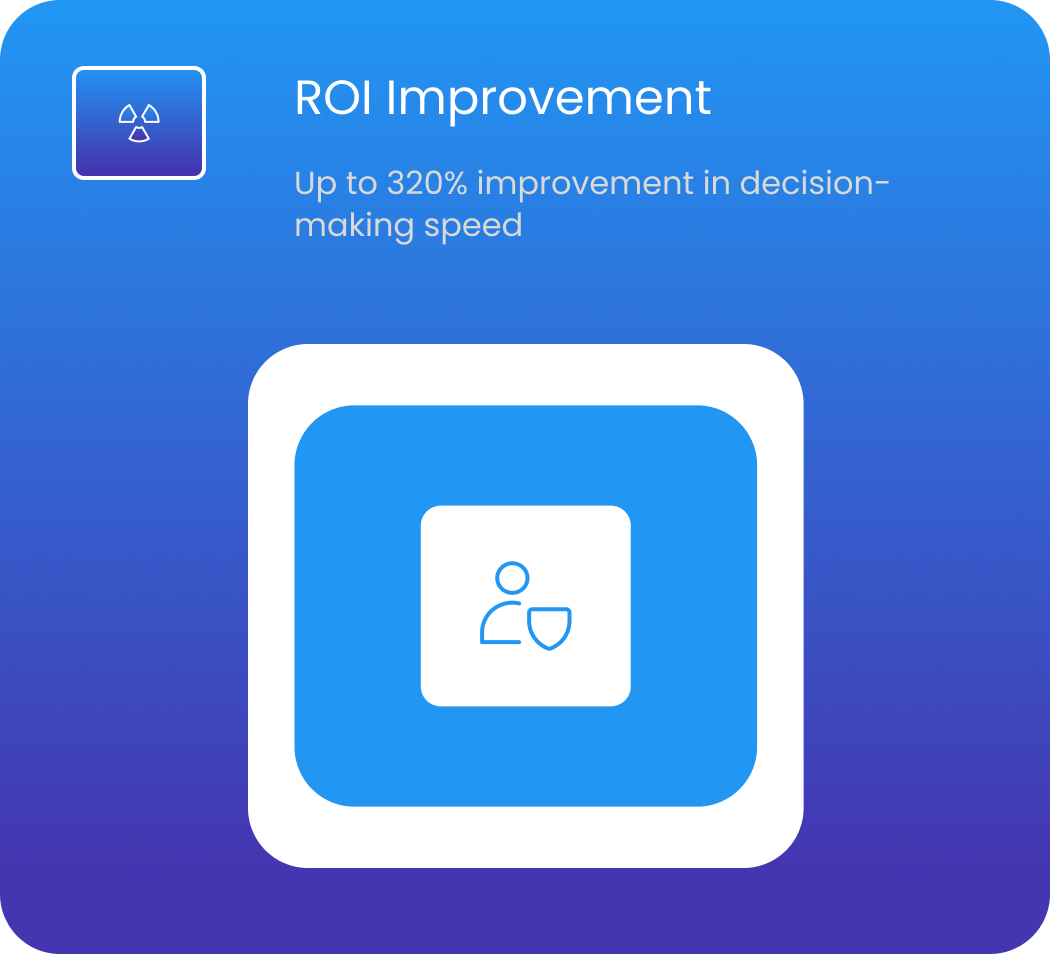 ROI Improvement
Up to 320% improvement in decision-
making speed